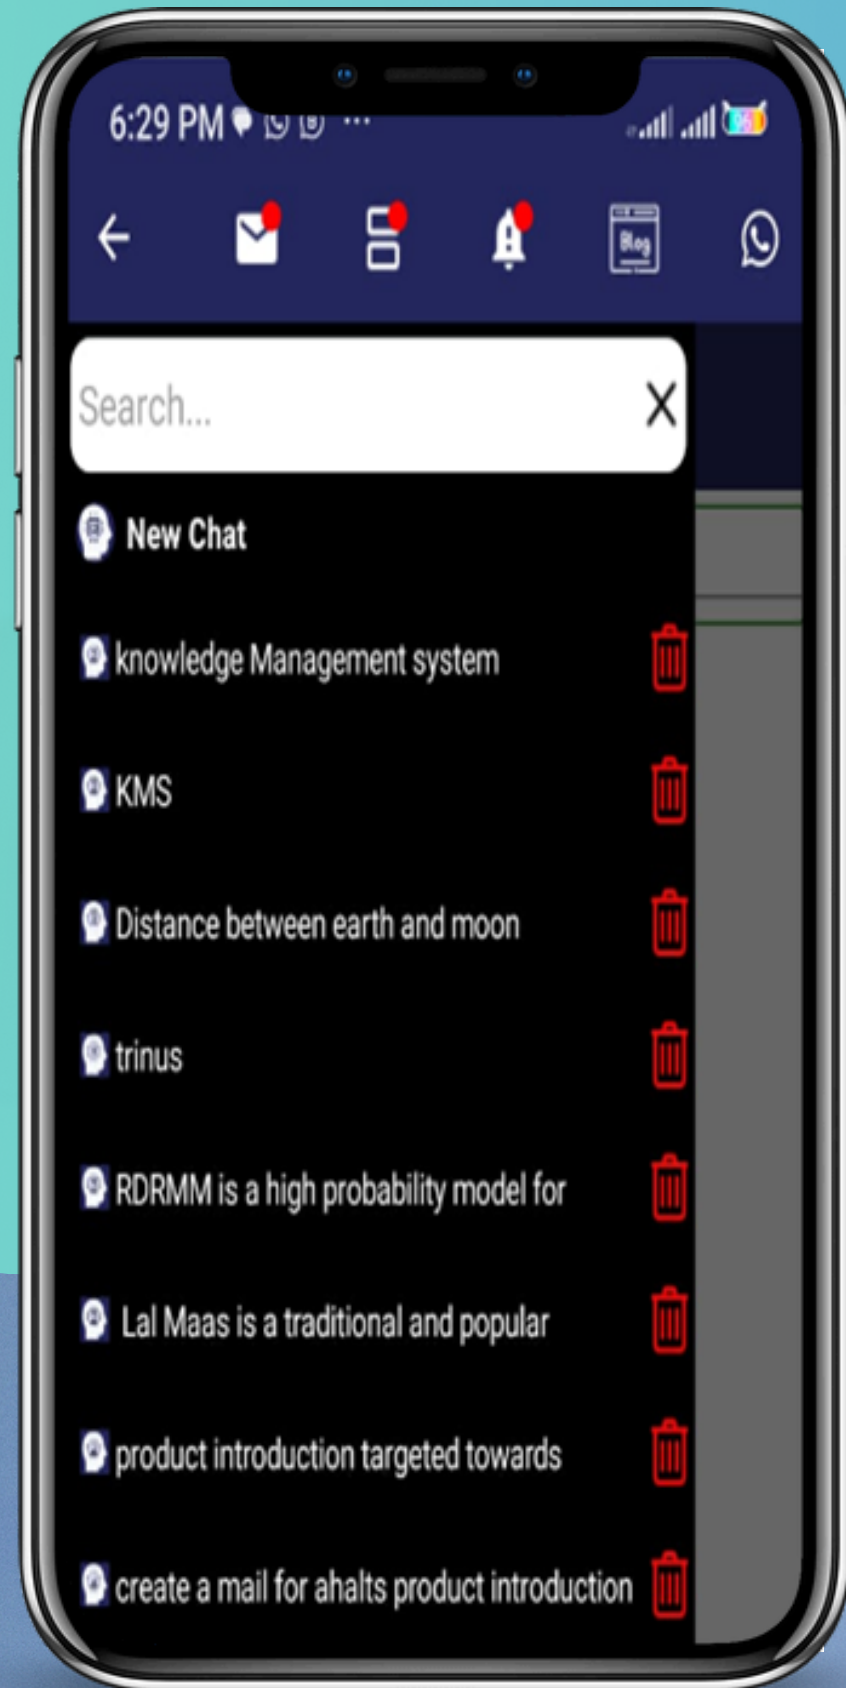 6:29 PM
96
Blog
Search...
X
New Chat
knowledge Management system
KMS
Distance between earth and moon
trinus
RDRMM is a high probability model for
Lal Maas is a traditional and popular
product introduction targeted towards
create a mail for ahalts product introduction